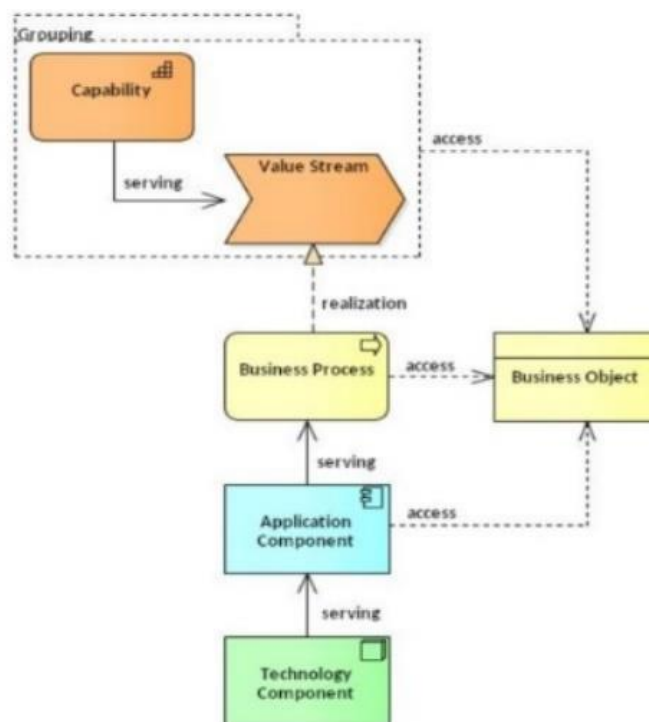 Grouping
Capability
access
Value Stream
serving
realization
Business Process
access
Business Object
serving
Application
Component
access
serving
Technology
Component